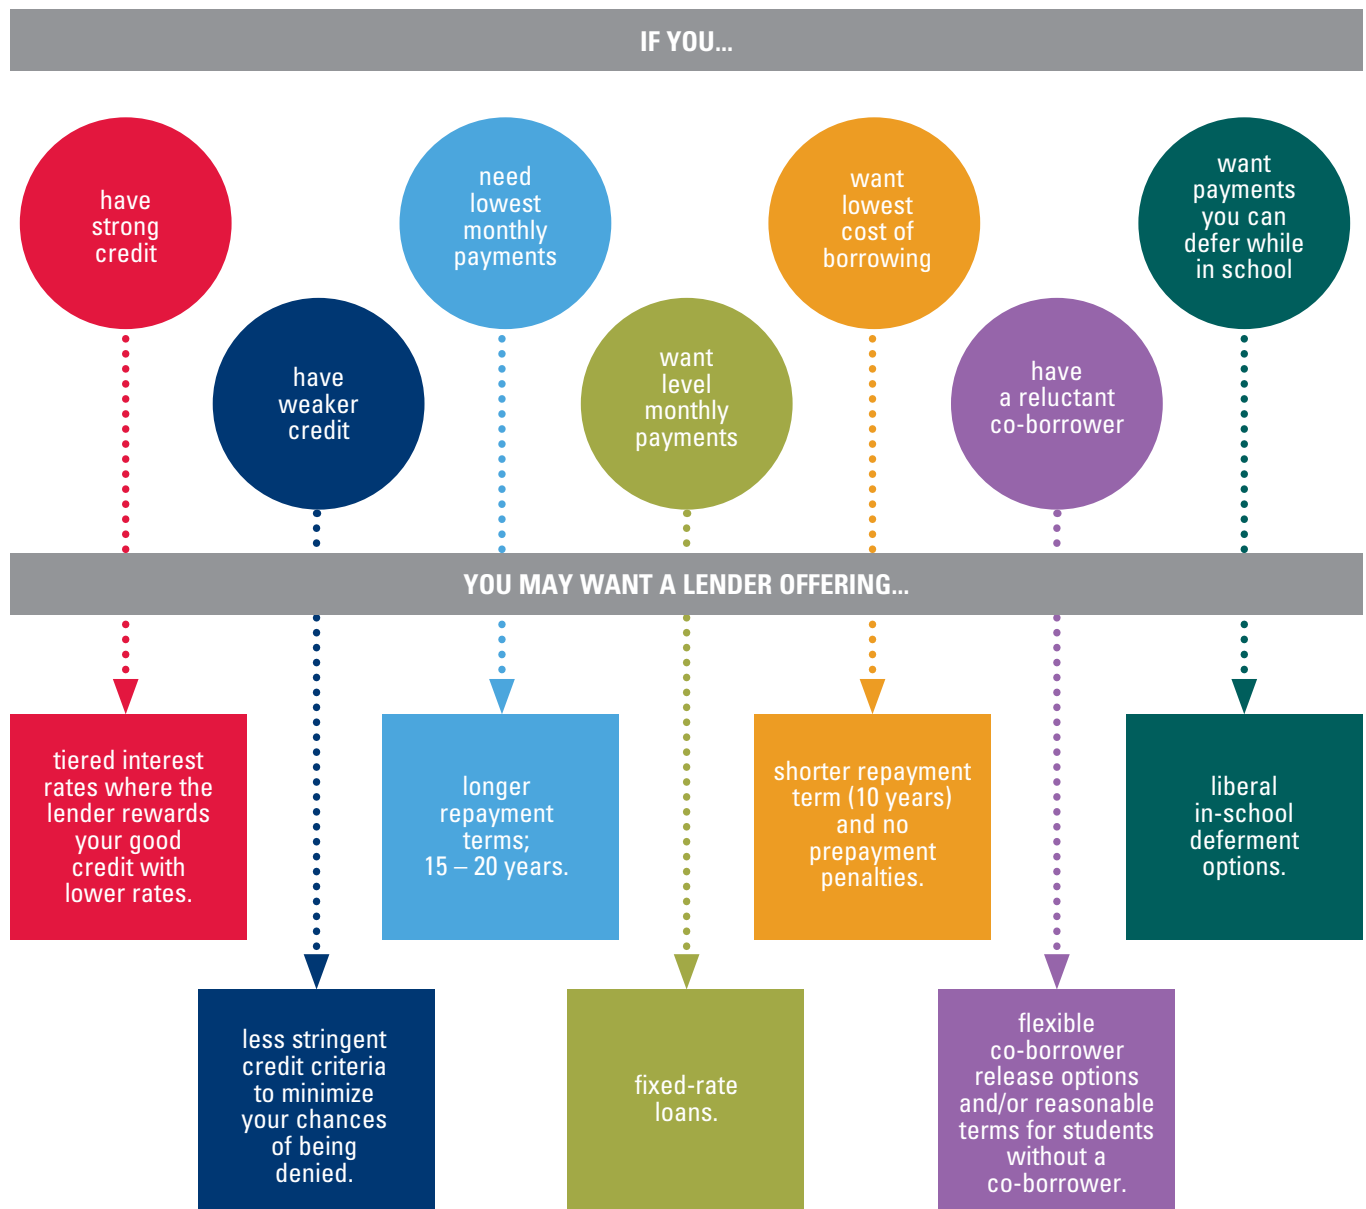 IF YOU...
have
strong
credit
need
lowest
monthly
payments
want
lowest
cost of
borrowing
want
payments
you can
defer while
in school
have
weaker
credit
want
level
monthly
payments
have
a reluctant
co-borrower
YOU MAY WANT A LENDER OFFERING...
tiered interest
rates where the
lender rewards
your good
credit with
lower rates.
longer
repayment
terms;
15 – 20 years.
shorter repayment
term (10 years)
and no
prepayment
penalties.
liberal
in-school
deferment
options.
less stringent
credit criteria
to minimize
your chances
of being
denied.
fixed-rate
loans.
flexible
co-borrower
release options
and/or reasonable
terms for students
without a
co-borrower.